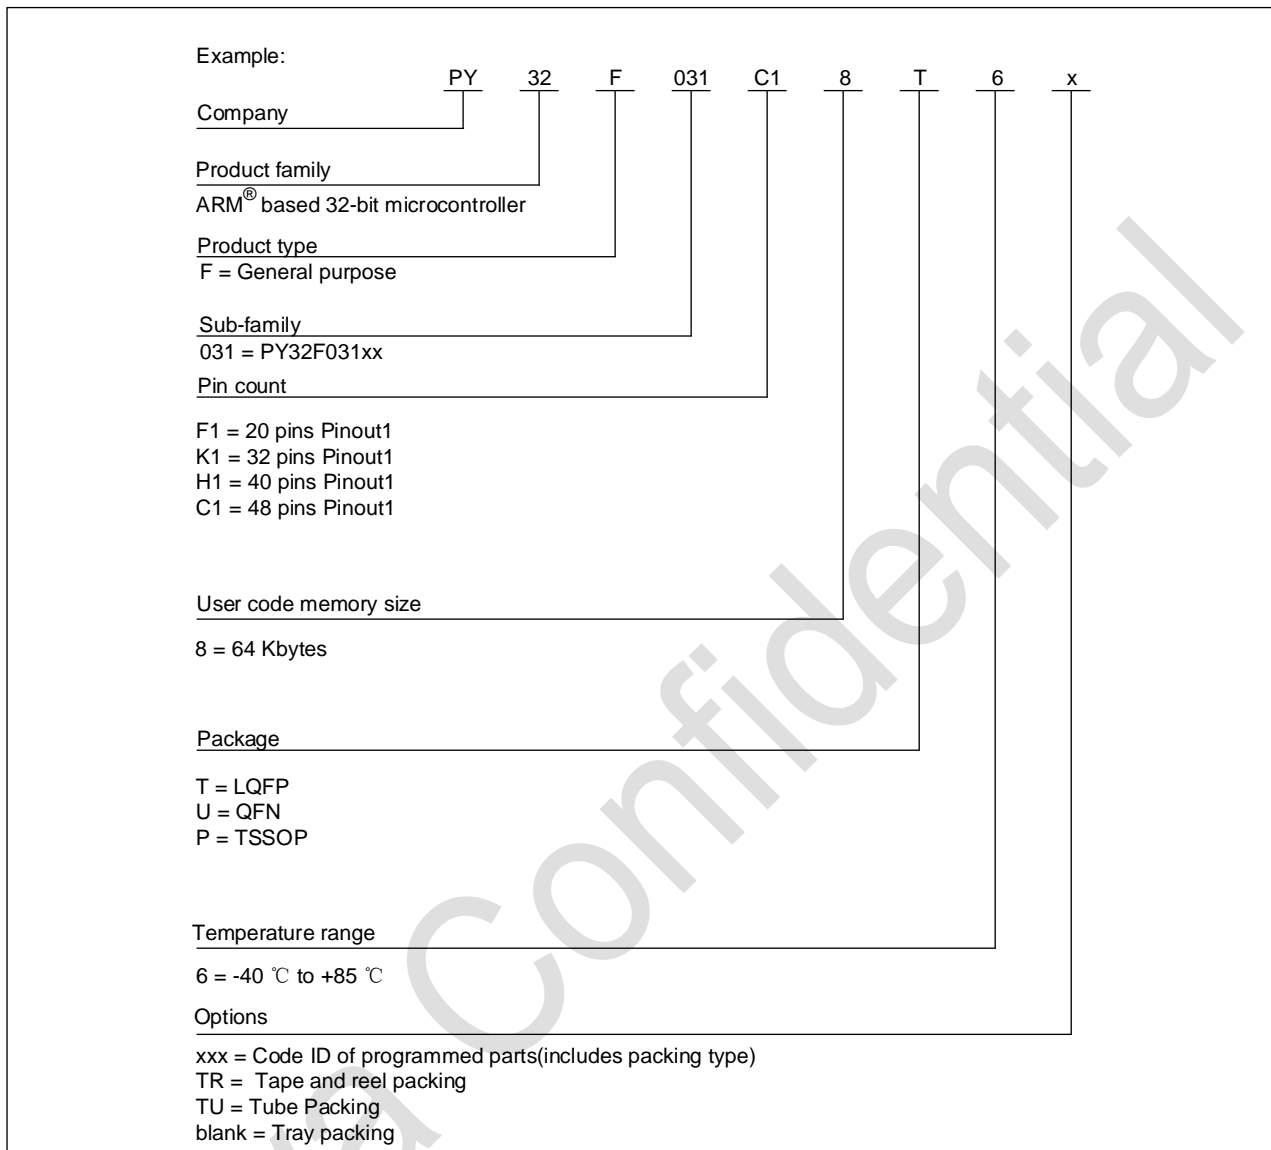 Example:
PY 32 F 031 C1 8 T 6 x
Company
Product family
ARM® based 32-bit microcontroller
Product type
F = General purpose
Sub-family
031 = PY32F031xx
Pin count
F1 = 20 pins Pinout1
K1 = 32 pins Pinout1
H1 = 40 pins Pinout1
C1 = 48 pins Pinout1
User code memory size
8 = 64 Kbytes
Package
T = LQFP
U = QFN
P = TSSOP
Temperature range
6 = -40 ℃ to +85 ℃
Options
xxx = Code ID of programmed parts(includes packing type)
TR = Tape and reel packing
TU = Tube Packing
blank = Tray packing
Confidential